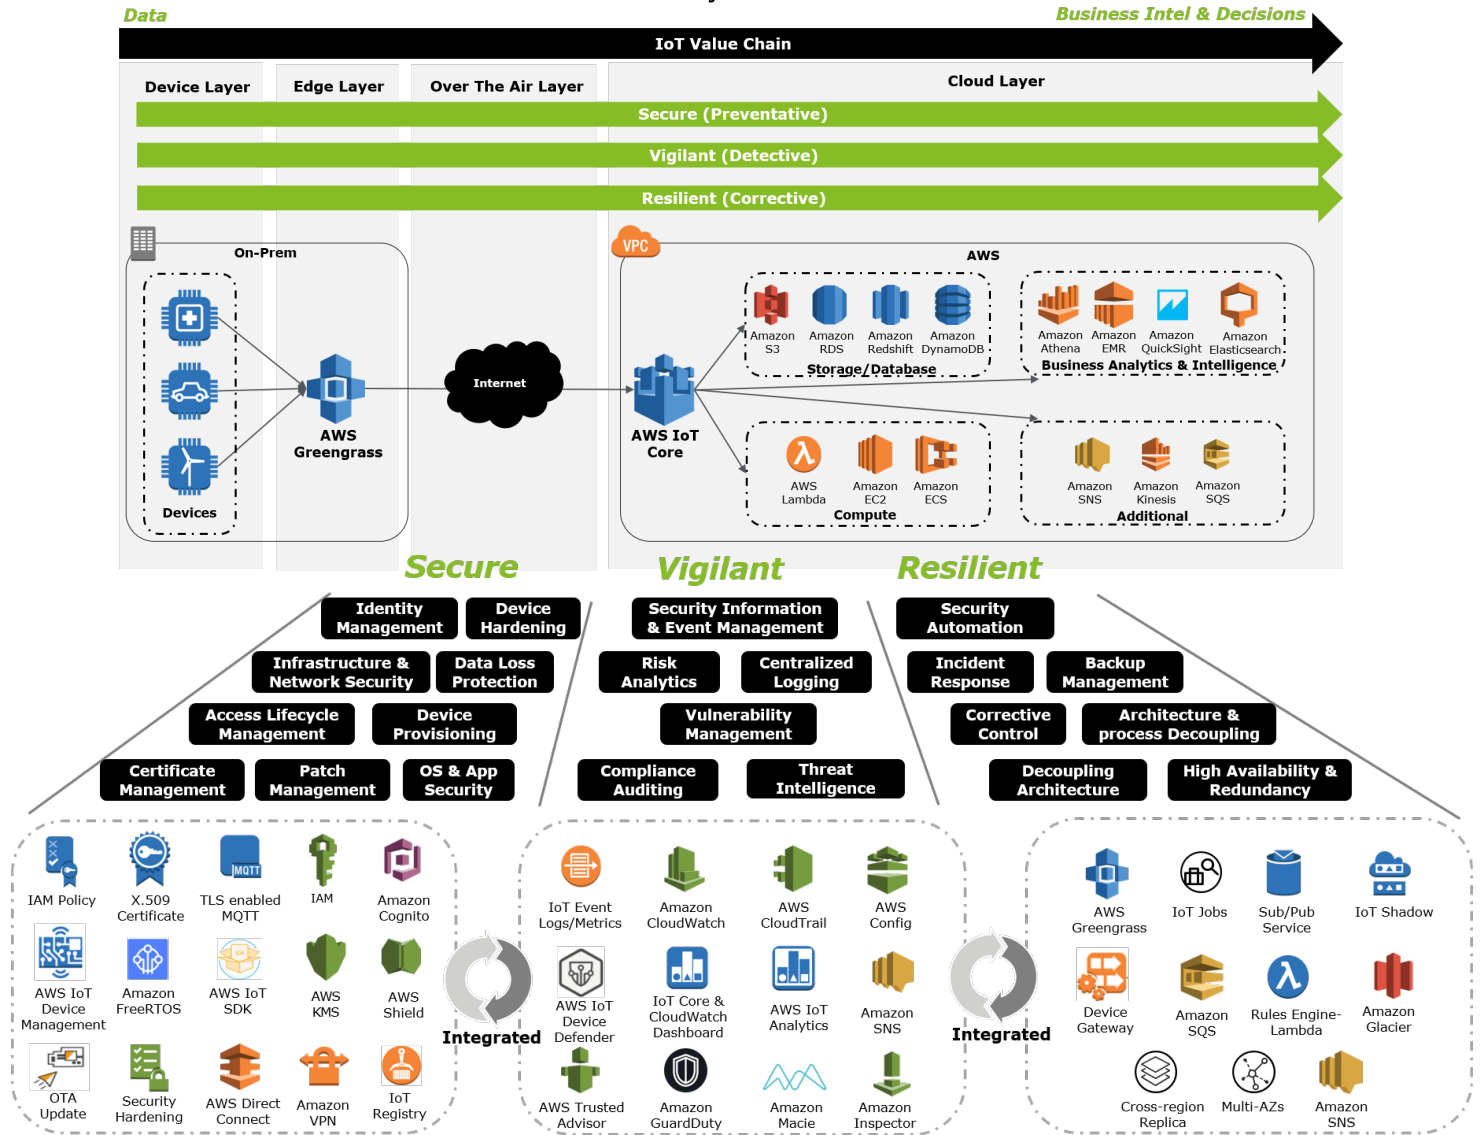 Data
Business Intel & Decisions
IoT Value Chain
Device Layer
Edge Layer
Over The Air Layer
Cloud Layer
Secure (Preventative)
Vigilant (Detective)
Resilient (Corrective)
On-Prem
VPC
AWS
Amazon
S3
Amazon
RDS
Amazon
Redshift
Amazon
DynamoDB
Storage/Database
Amazon
Athena
Amazon
EMR
Amazon
QuickSight
Amazon
Elasticsearch
Business Analytics & Intelligence
Internet
AWS
Greengrass
AWS IoT
Core
Devices
AWS
Lambda
Amazon
EC2
Amazon
ECS
Compute
Amazon
SNS
Amazon
Kinesis
Amazon
SQS
Additional
Secure
Vigilant
Resilient
Identity
Management
Device
Hardening
Infrastructure &
Network Security
Data Loss
Protection
Access Lifecycle
Management
Device
Provisioning
Certificate
Management
Patch
Management
OS & App
Security
Security Information
& Event Management
Risk
Analytics
Centralized
Logging
Vulnerability
Management
Compliance
Auditing
Threat
Intelligence
Security
Automation
Incident
Response
Backup
Management
Corrective
Control
Architecture &
process Decoupling
Decoupling
Architecture
High Availability &
Redundancy
IAM Policy
X.509
Certificate
MQTT
TLS enabled
MQTT
IAM
Amazon
Cognito
AWS IoT
Device
Management
Amazon
FreeRTOS
AWS IoT
SDK
AWS
KMS
AWS
Shield
OTA
Update
Security
Hardening
AWS Direct
Connect
Amazon
VPN
IoT
Registry
Integrated
IoT Event
Logs/Metrics
Amazon
CloudWatch
AWS
CloudTrail
AWS
Config
AWS IoT
Device
Defender
IoT Core &
CloudWatch
Dashboard
AWS IoT
Analytics
Amazon
SNS
AWS Trusted
Advisor
Amazon
GuardDuty
Amazon
Macie
Amazon
Inspector
Integrated
AWS
Greengrass
IoT Jobs
Sub/Pub
Service
IoT Shadow
Device
Gateway
Amazon
SQS
Rules Engine-
Lambda
Amazon
Glacier
Cross-region
Replica
Multi-AZs
Amazon
SNS